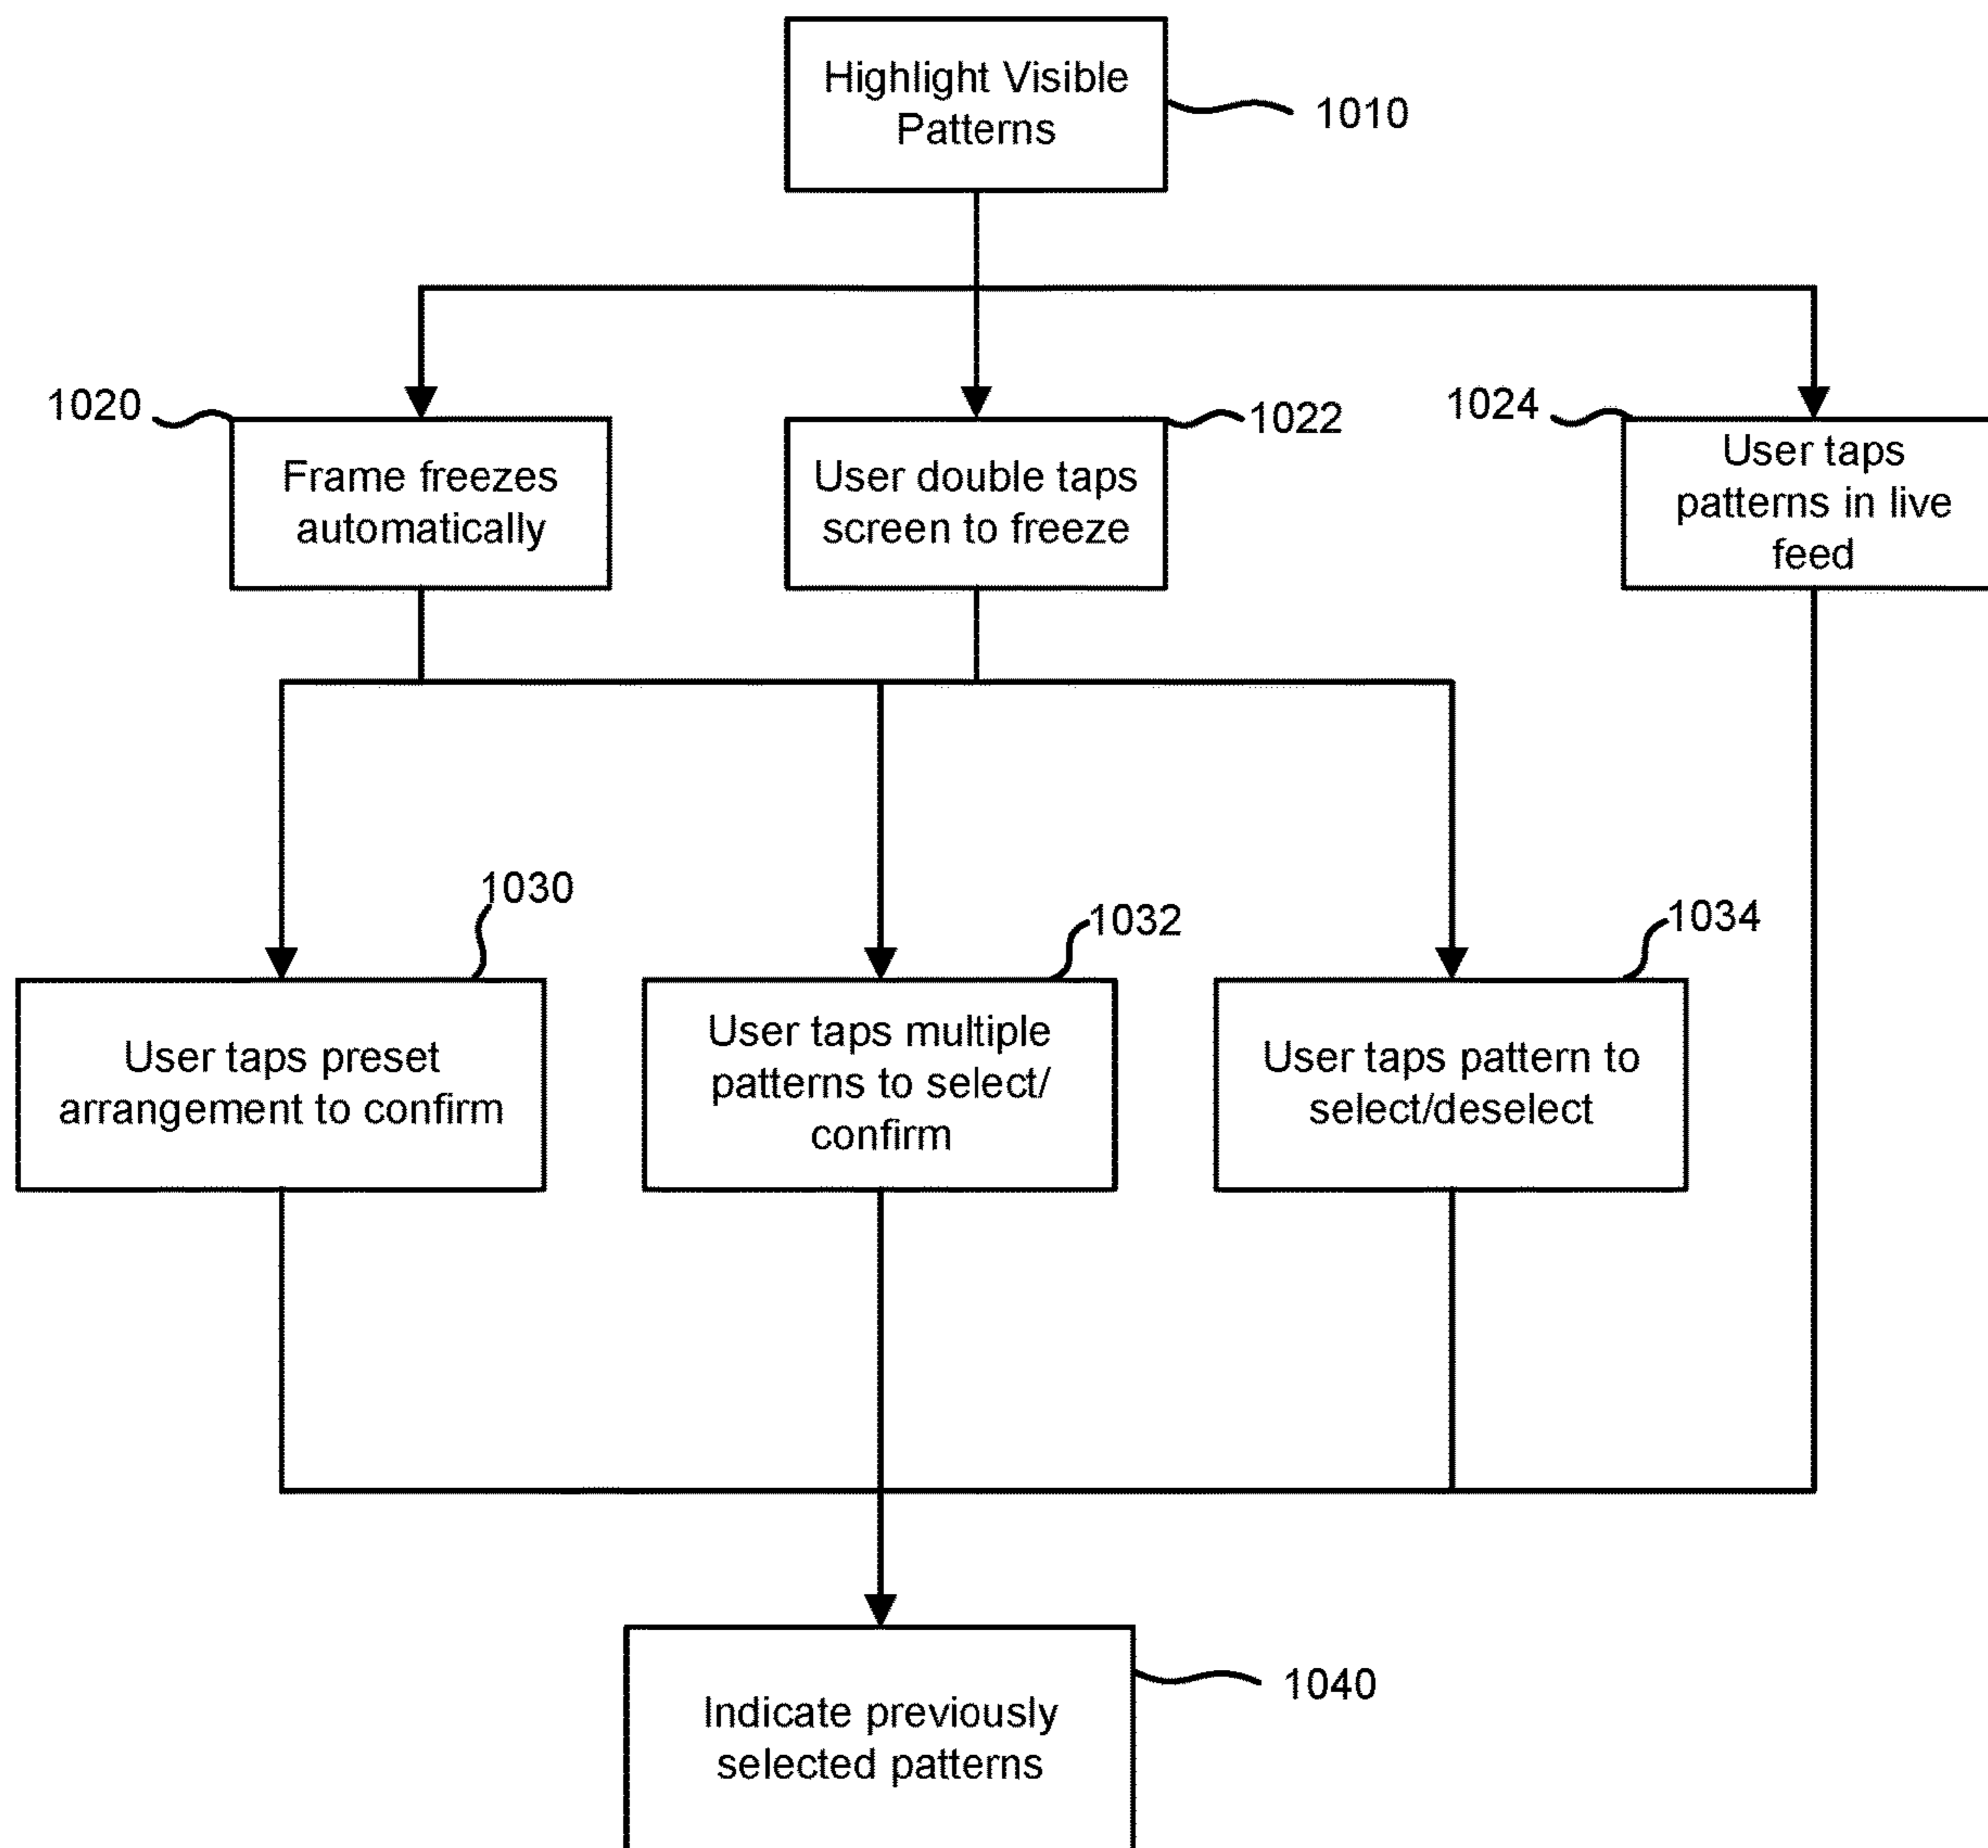 Highlight Visible
Patterns
1010
1020
Frame freezes
automatically
1022
User double taps
screen to freeze
1024
User taps
patterns in live
feed
1030
User taps preset
arrangement to confirm
1032
User taps multiple
patterns to select/
confirm
1034
User taps pattern to
select/deselect
1040
Indicate previously
selected patterns